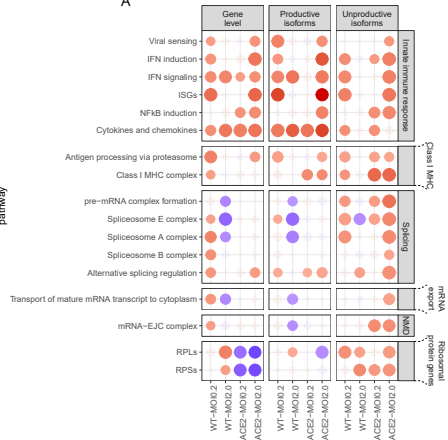 A
Gene level
Productive isoforms
Unproductive isoforms
Viral sensing
IFN induction
IFN signaling
ISGs
NFkB induction
Cytokines and chemokines
Innate immune response
Antigen processing via proteasome
Class I MHC complex
Class I MHC
pre−mRNA complex formation
Spliceosome E complex
Spliceosome A complex
Spliceosome B complex
Alternative splicing regulation
Splicing
Transport of mature mRNA transcript to cytoplasm
mRNA export
mRNA−EJC complex
NMD
RPLs
RPSs
Ribosomal protein genes
pathway
WT−MOI0.2
WT−MOI2.0
ACE2−MOI0.2
ACE2−MOI2.0
WT−MOI0.2
WT−MOI2.0
ACE2−MOI0.2
ACE2−MOI2.0
WT−MOI0.2
WT−MOI2.0
ACE2−MOI0.2
ACE2−MOI2.0